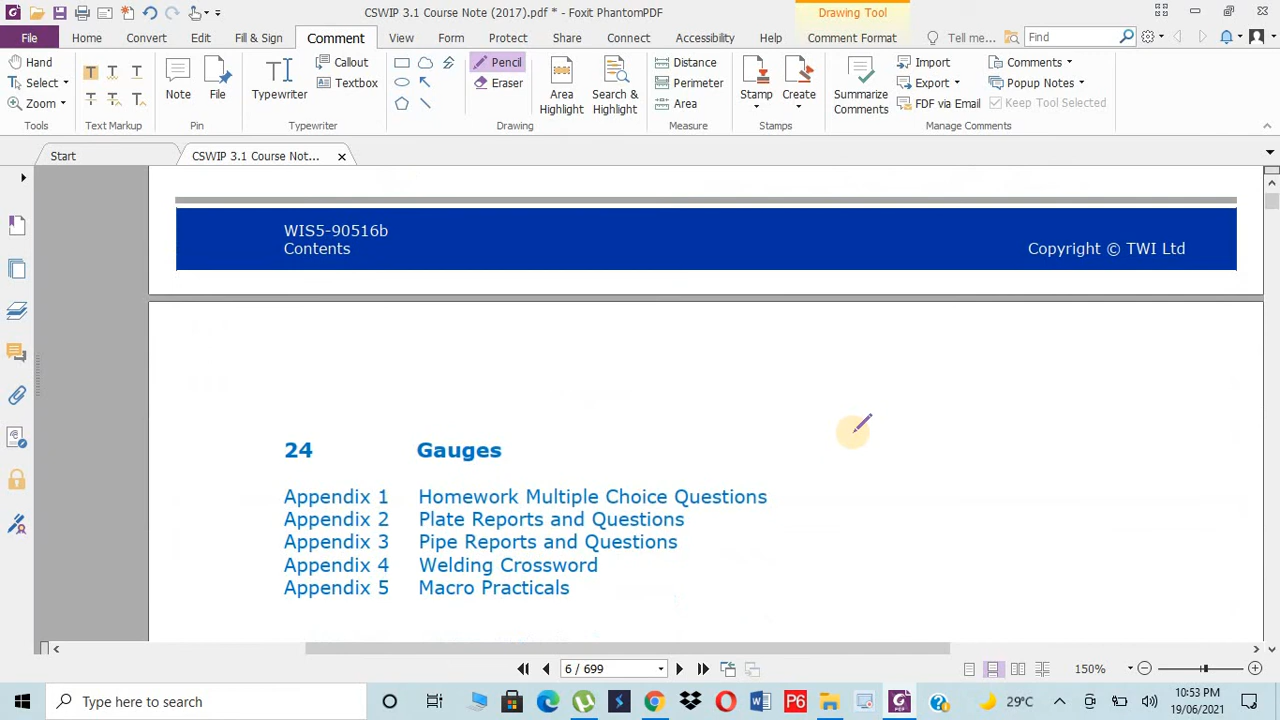 CSWIP 3.1 Course Note (2017).pdf * - Foxit PhantomPDF
Drawing Tool
File Home Convert Edit Fill & Sign Comment View Form Protect Share Connect Accessibility Help Comment Format Tell me... Find
Hand
Select
Zoom
Tools
Text Markup
Note
File
Pin
Typewriter
Callout
Textbox
Typewriter
Pencil
Eraser
Drawing
Area Highlight
Search & Highlight
Distance
Perimeter
Area
Measure
Stamp
Create
Stamps
Summarize Comments
Import
Export
FDF via Email
Comments
Popup Notes
Keep Tool Selected
Manage Comments
Start
CSWIP 3.1 Course Not...
WIS5-90516b
Contents
Copyright © TWI Ltd
24 Gauges
Appendix 1 Homework Multiple Choice Questions
Appendix 2 Plate Reports and Questions
Appendix 3 Pipe Reports and Questions
Appendix 4 Welding Crossword
Appendix 5 Macro Practicals
6 / 699
150%
Type here to search
P6
PDF
29°C
10:53 PM
19/06/2021